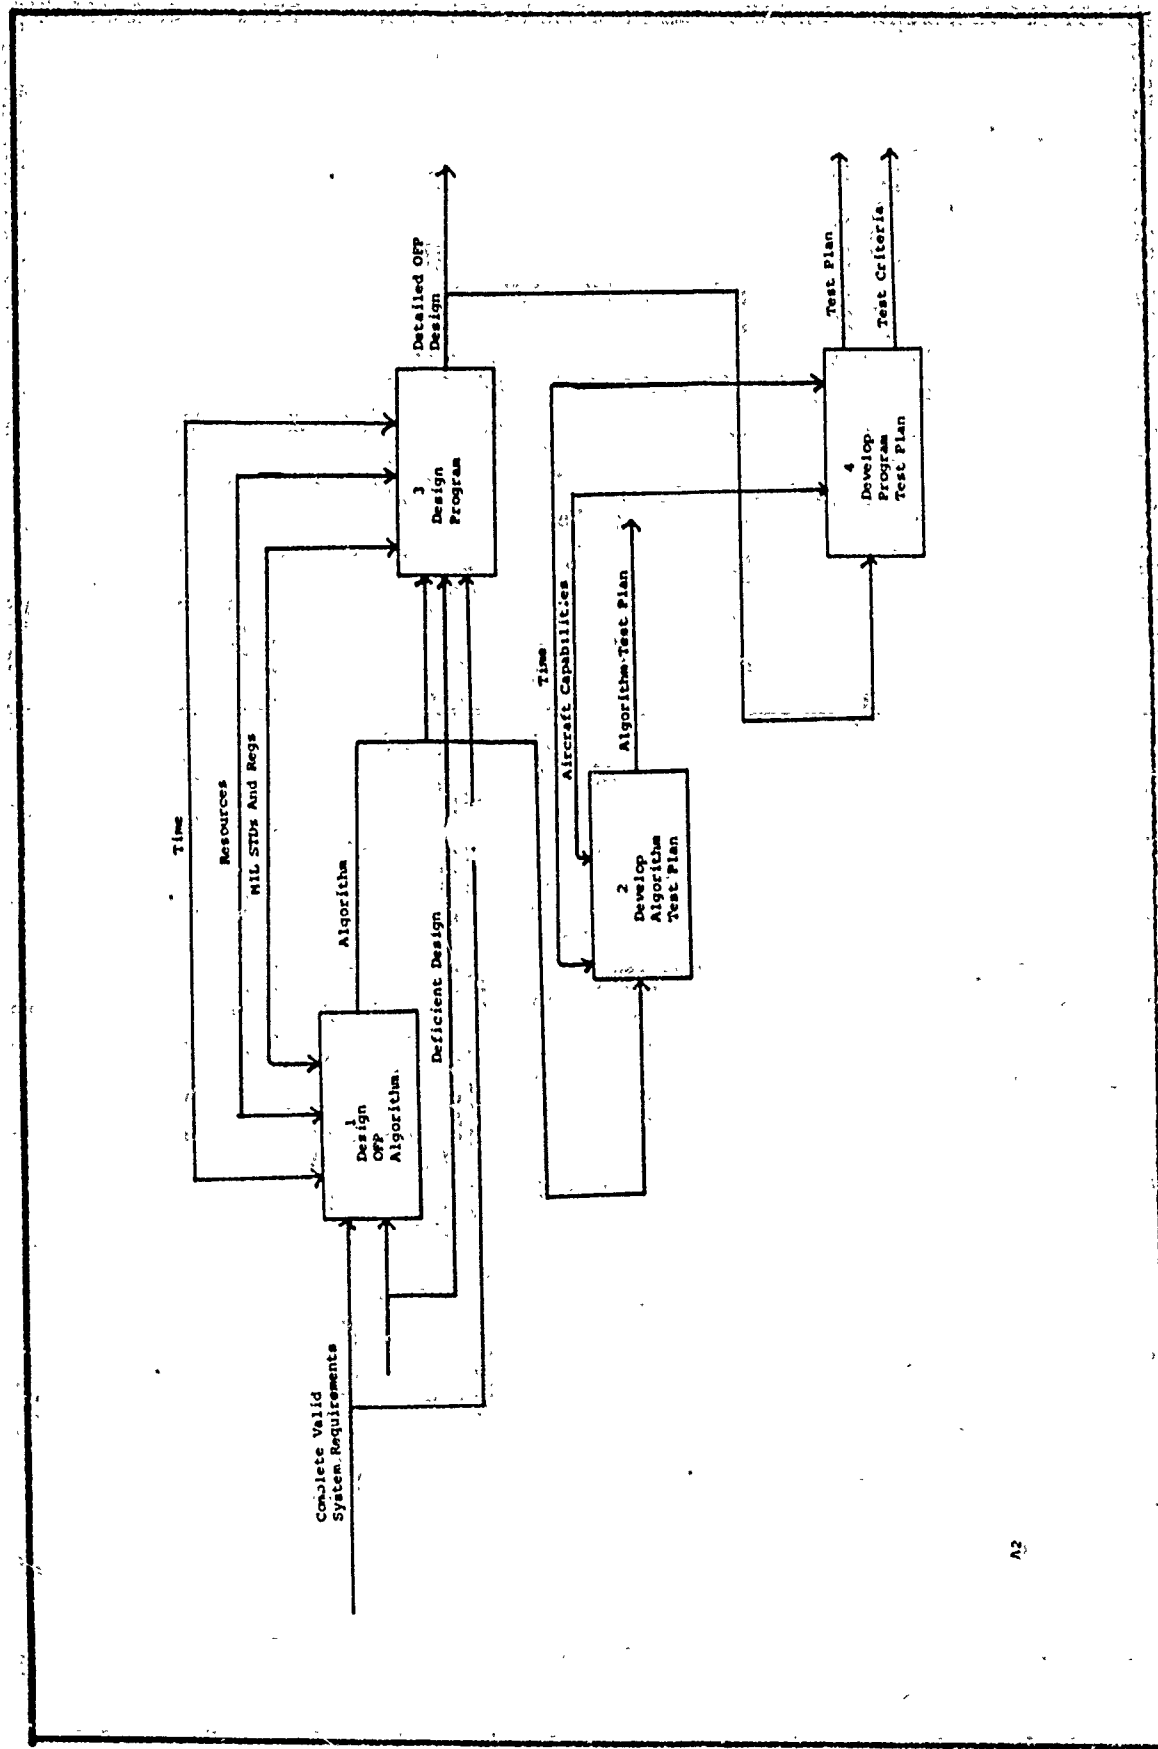 Time
Resources
MIL STDs And Regs
Complete Valid
System Requirements
1
Design
OFP
Algorithm
Algorithm
Deficient Design
3
Design
Program
Detailed OFP
Design
Time
Aircraft Capabilities
2
Develop
Algorithm
Test Plan
Algorithm Test Plan
4
Develop
Program
Test Plan
Test Plan
Test Criteria
A2